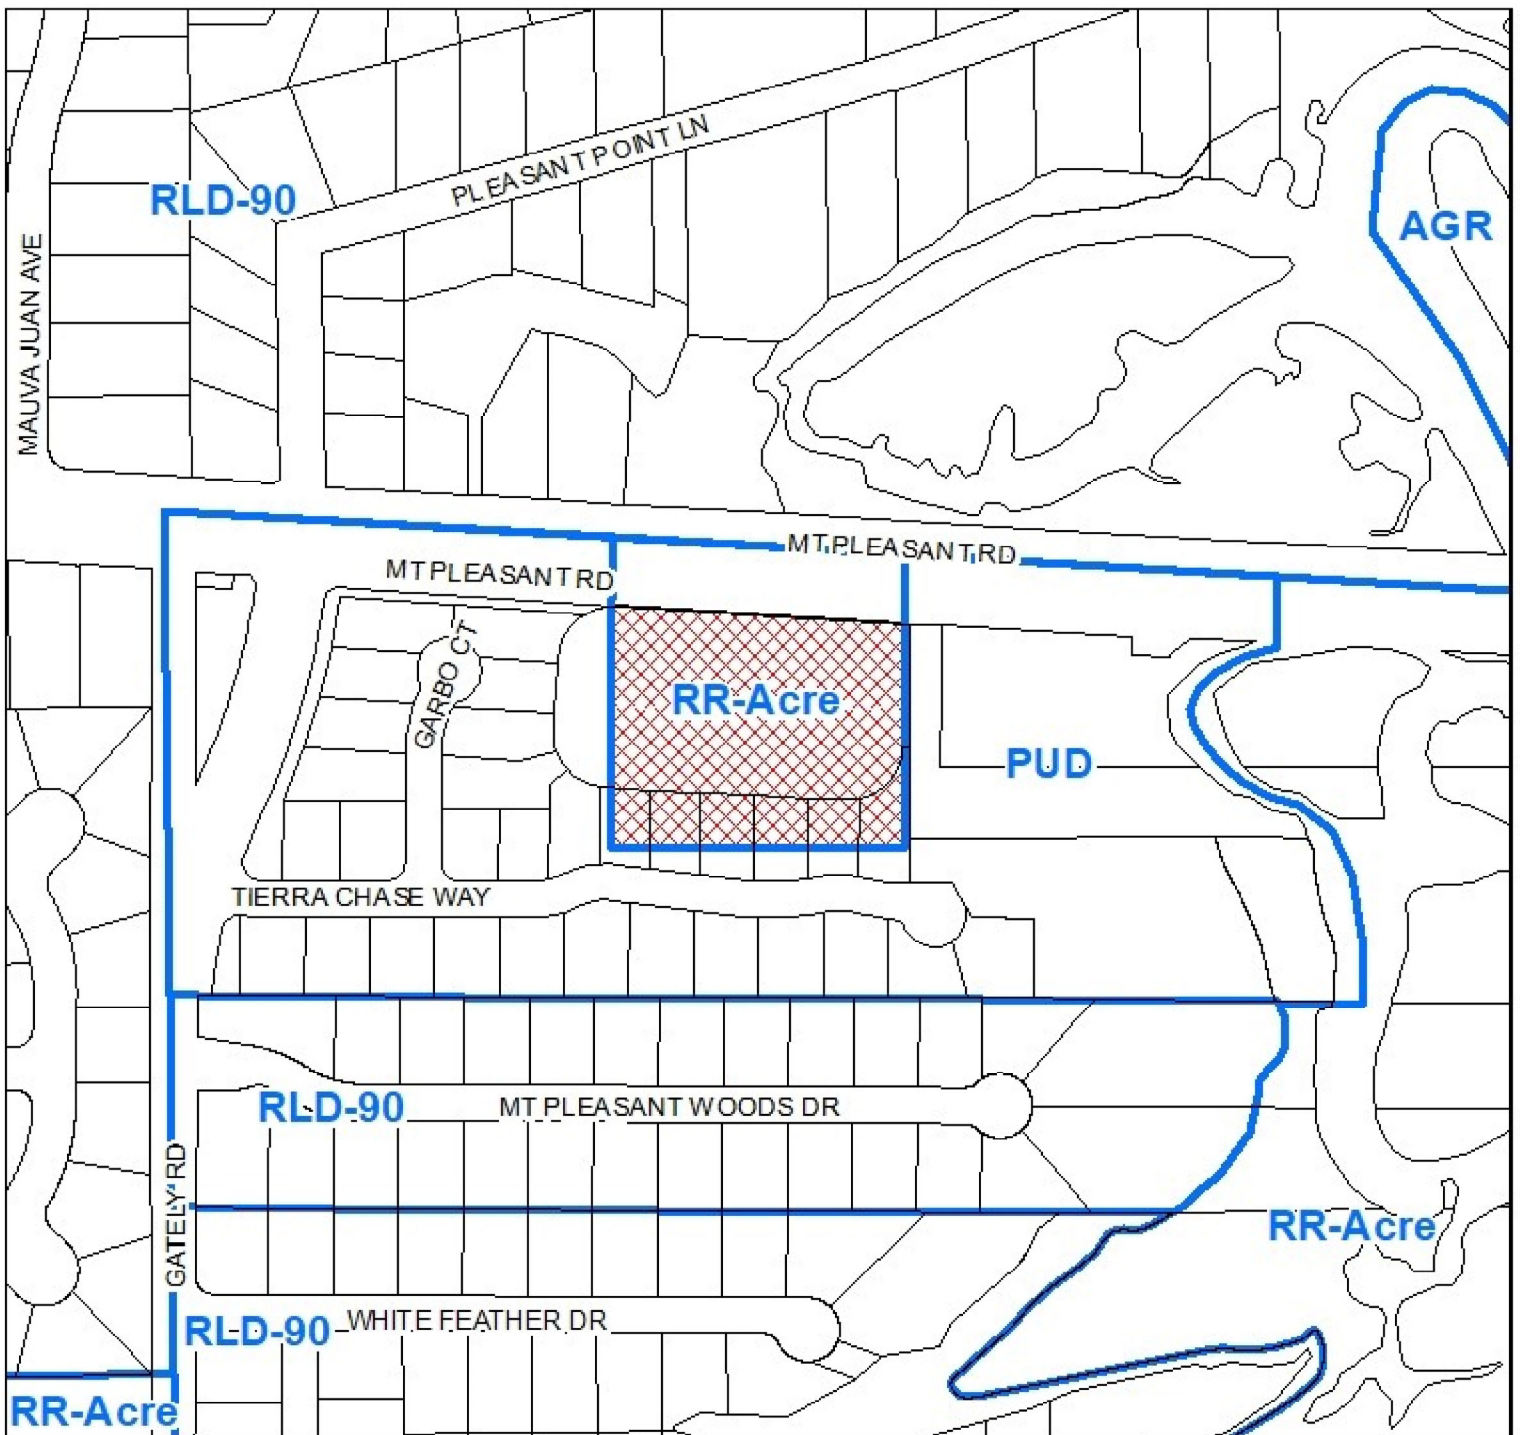 PLEASANT POINT LN
RLD-90
AGR
MAUVA JUAN AVE
MT PLEASANT RD
MT PLEASANT RD
GARBO CT
RR-Acre
PUD
TIERRA CHASE WAY
RLD-90
MT PLEASANT WOODS DR
GATELY RD
RR-Acre
RLD-90
WHITE FEATHER DR
RR-Acre